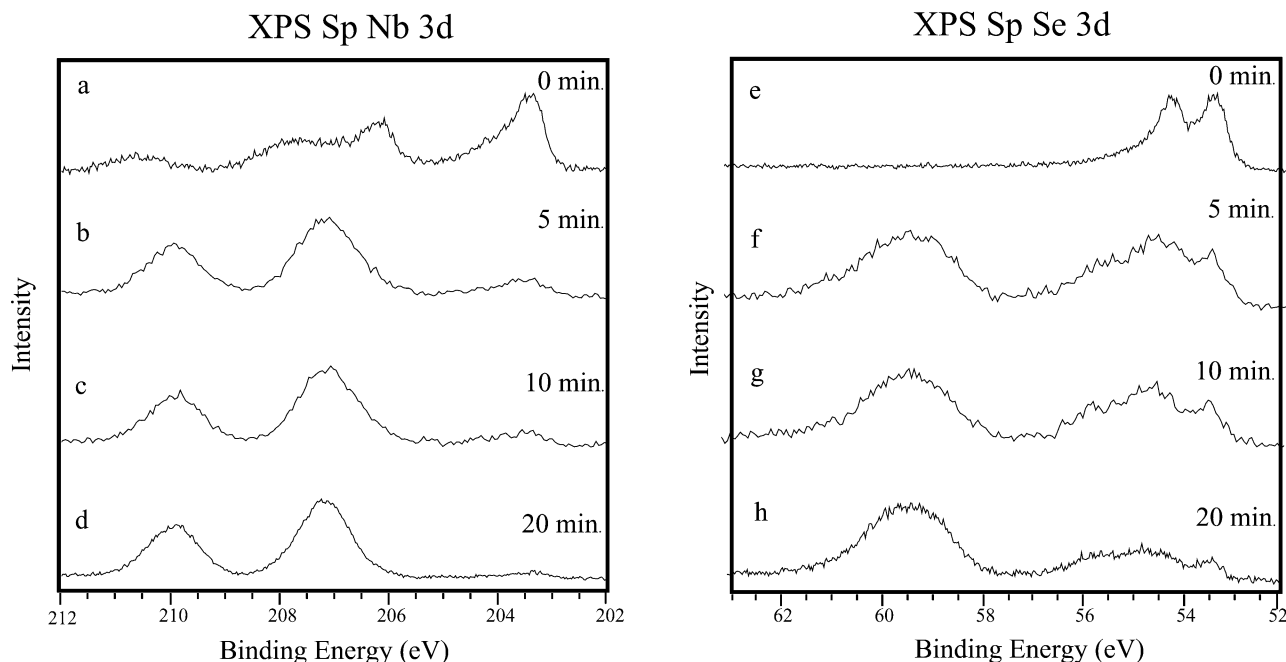 XPS Sp Nb 3d
a
0 min.
b
5 min.
c
10 min.
d
20 min.
Intensity
212
210
207
206
204
202
Binding Energy (eV)
XPS Sp Se 3d
e
0 min.
f
5 min.
g
10 min.
h
20 min.
Intensity
62
60
58
56
54
52
Binding Energy (eV)